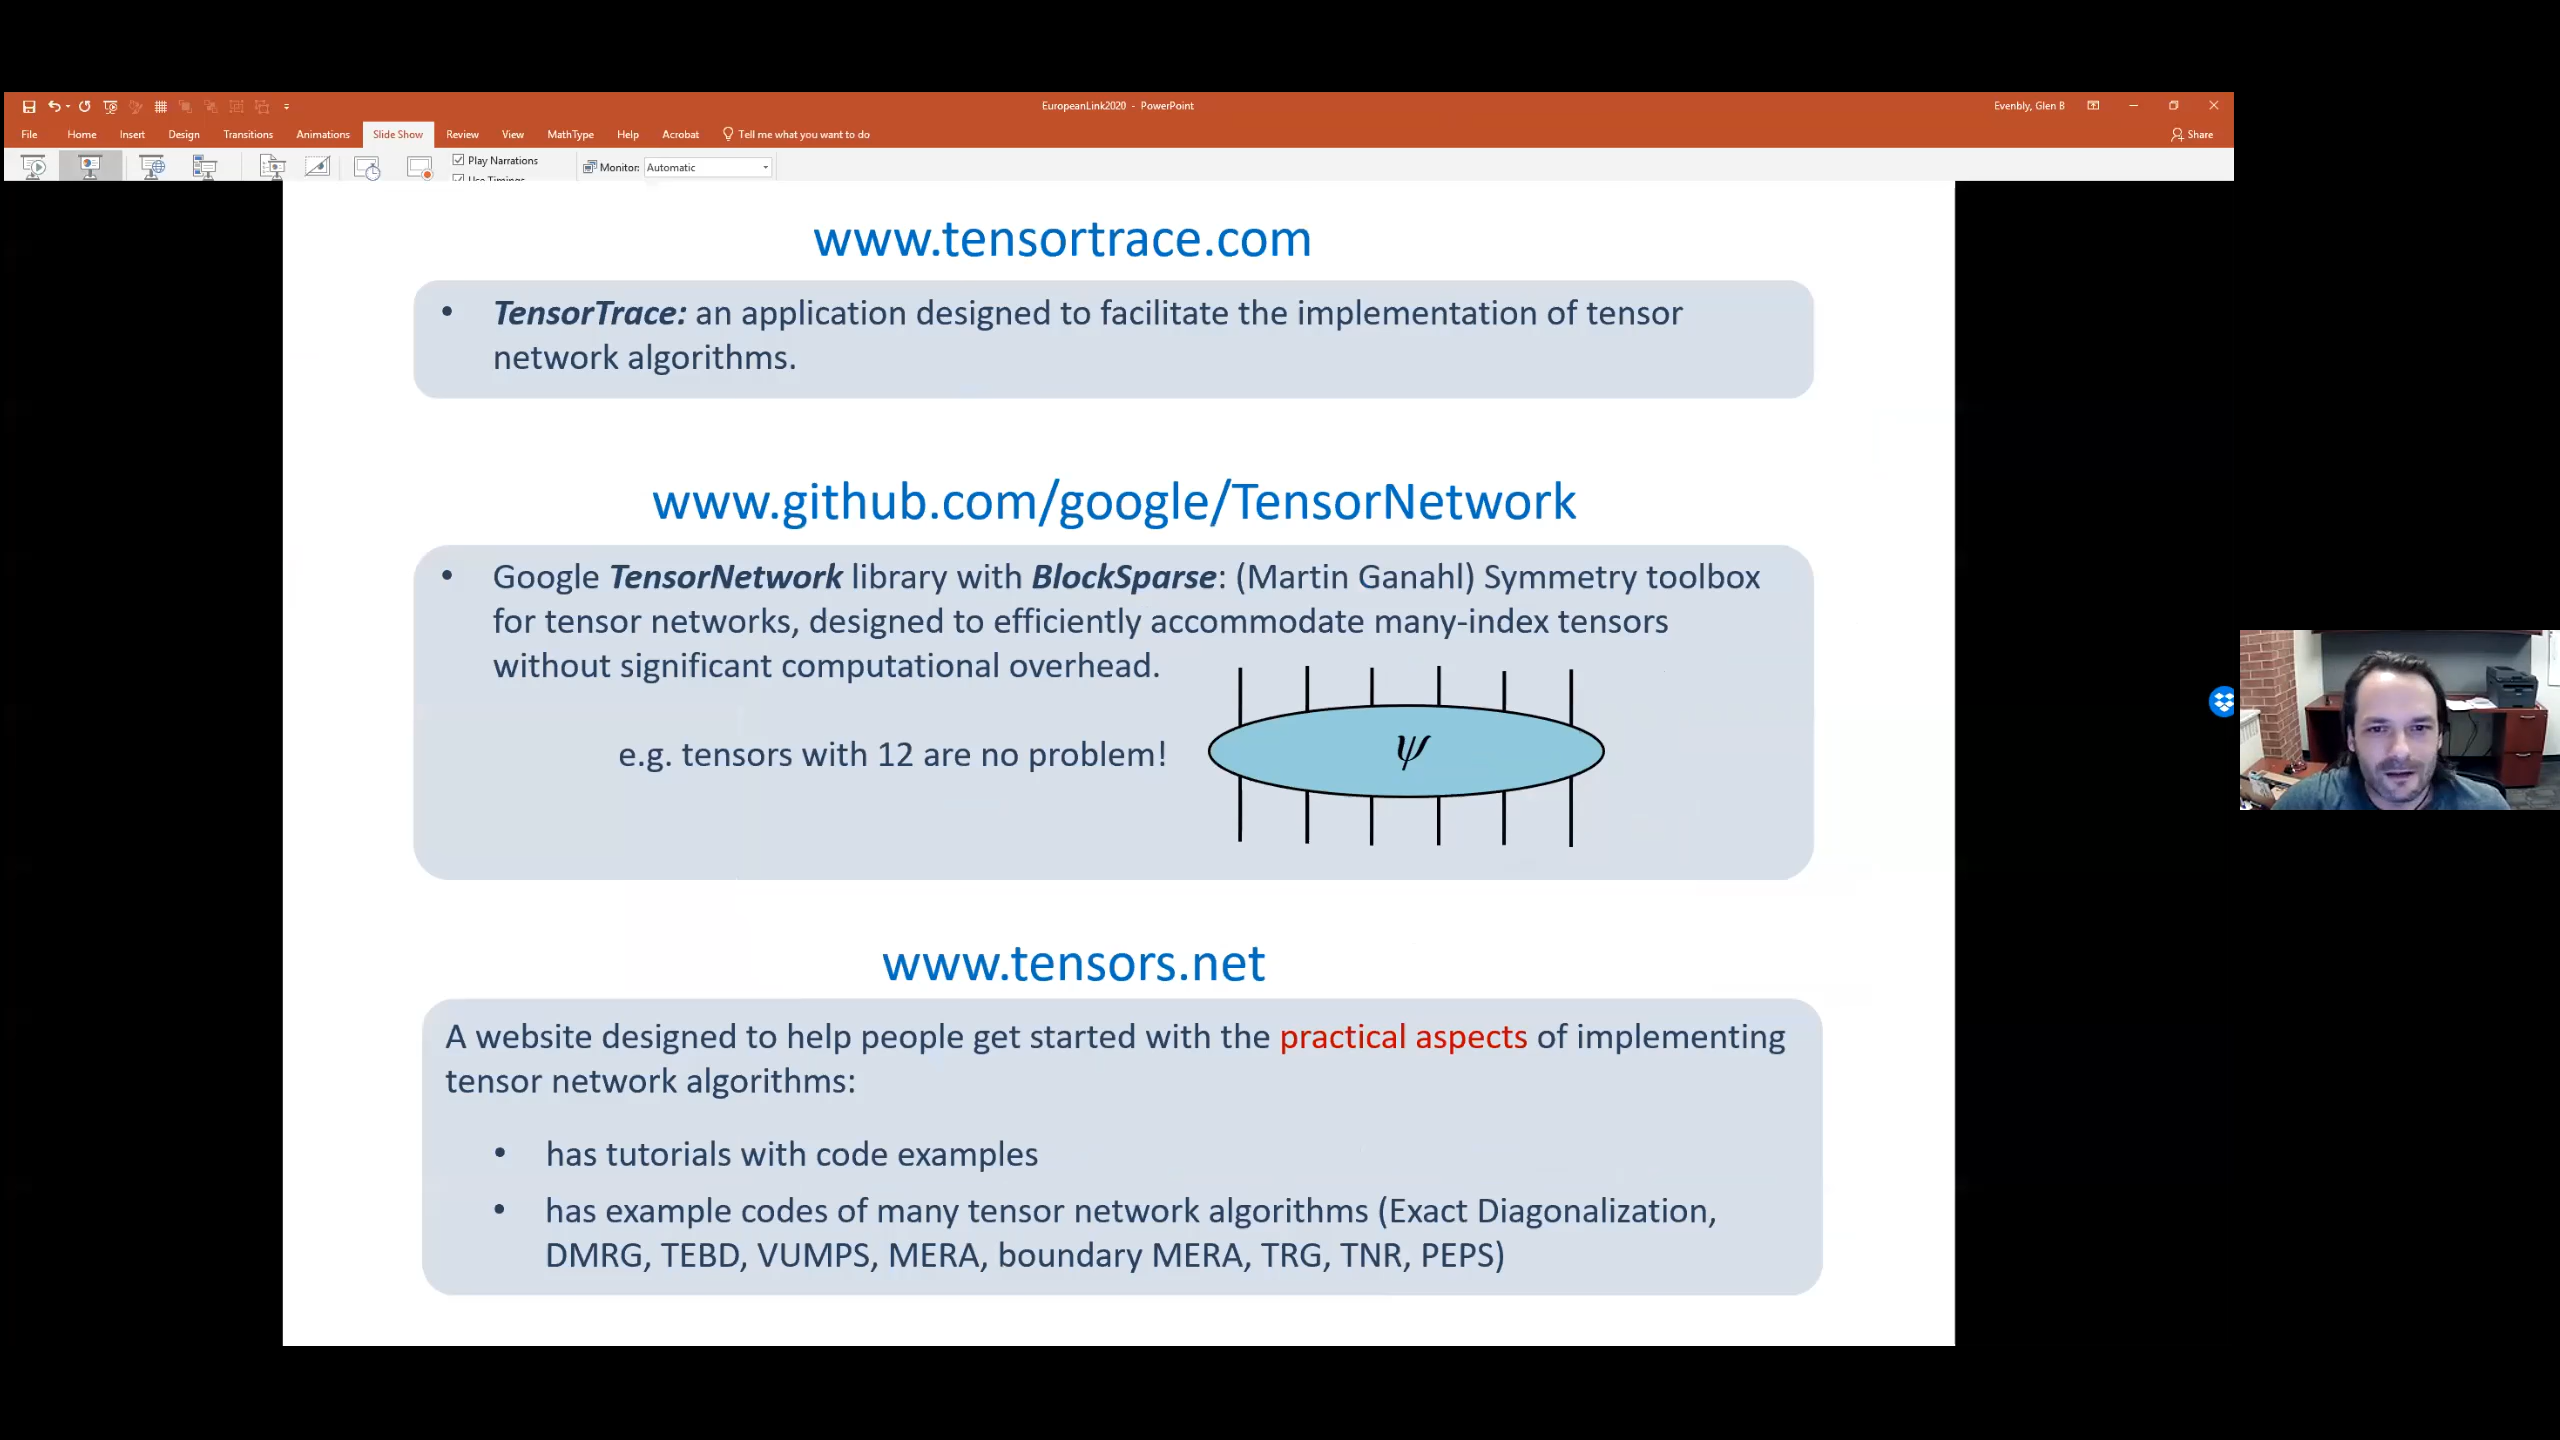 EuropeanLink2020 - PowerPoint
Evenbly, Glen B
File Home Insert Design Transitions Animations Slide Show Review View MathType Help Acrobat Tell me what you want to do
Share
Play Narrations
Monitor: Automatic
Use Timings
www.tensortrace.com
• TensorTrace: an application designed to facilitate the implementation of tensor
network algorithms.
www.github.com/google/TensorNetwork
• Google TensorNetwork library with BlockSparse: (Martin Ganahl) Symmetry toolbox
for tensor networks, designed to efficiently accommodate many-index tensors
without significant computational overhead.
e.g. tensors with 12 are no problem!
ψ
www.tensors.net
A website designed to help people get started with the practical aspects of implementing
tensor network algorithms:
• has tutorials with code examples
• has example codes of many tensor network algorithms (Exact Diagonalization,
DMRG, TEBD, VUMPS, MERA, boundary MERA, TRG, TNR, PEPS)